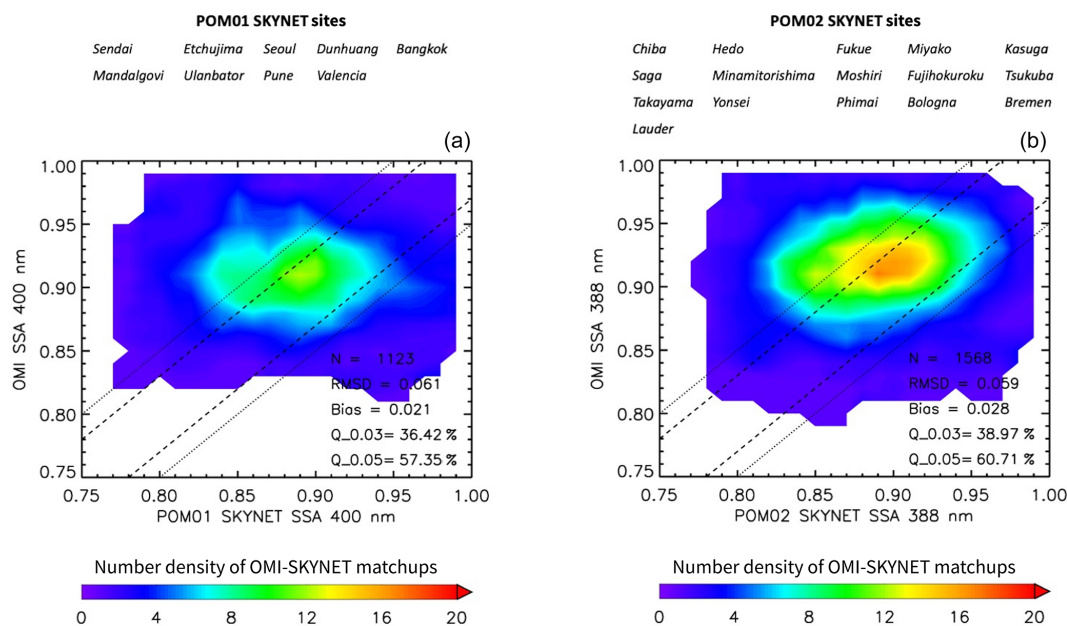 POM01 SKYNET sites
Sendai Etchujima Seoul Dunhuang Bangkok
Mandalgovi Ulanbator Pune Valencia
(a)
1.00
0.95
0.90
0.85
0.80
0.75
OMI SSA 400 nm
N = 1123
RMSD = 0.061
Bias = 0.021
Q_0.03= 36.42 %
Q_0.05= 57.35 %
0.75 0.80 0.85 0.90 0.95 1.00
POM01 SKYNET SSA 400 nm
Number density of OMI-SKYNET matchups
0 4 8 12 16 20
POM02 SKYNET sites
Chiba Hedo Fukue Miyako Kasuga
Saga Minamitorishima Moshiri Fujihokuroku Tsukuba
Takayama Yonsei Phimai Bologna Bremen
Lauder
(b)
1.00
0.95
0.90
0.85
0.80
0.75
OMI SSA 388 nm
N = 1568
RMSD = 0.059
Bias = 0.028
Q_0.03= 38.97 %
Q_0.05= 60.71 %
0.75 0.80 0.85 0.90 0.95 1.00
POM02 SKYNET SSA 388 nm
Number density of OMI-SKYNET matchups
0 4 8 12 16 20